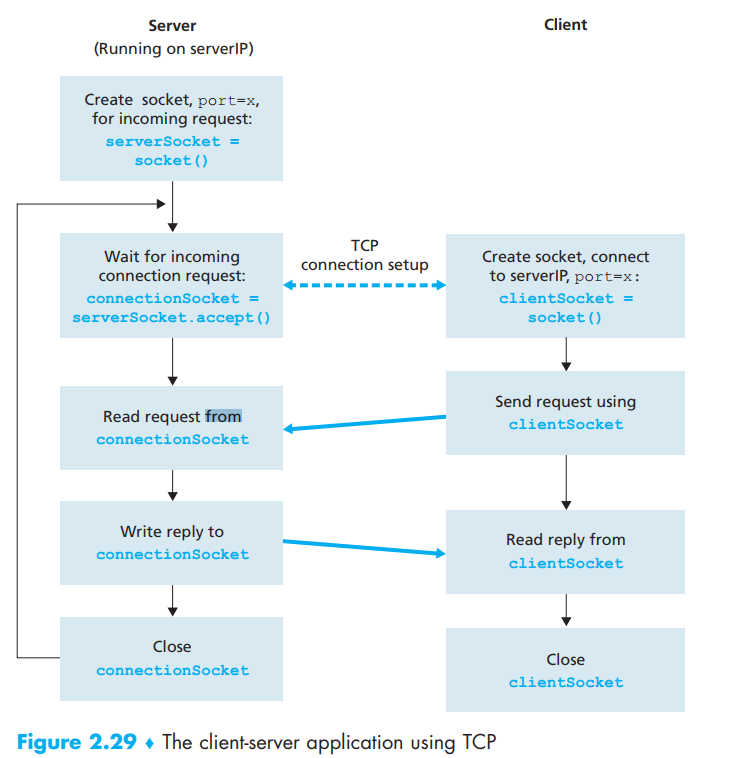 Server
(Running on serverIP)
Client
Create socket, port=x,
for incoming request:
serverSocket =
socket()
Wait for incoming
connection request:
connectionSocket =
serverSocket.accept()
TCP
connection setup
Create socket, connect
to serverIP, port=x:
clientSocket =
socket()
Read request from
connectionSocket
Send request using
clientSocket
Write reply to
connectionSocket
Read reply from
clientSocket
Close
connectionSocket
Close
clientSocket
Figure 2.29 ♦ The client-server application using TCP